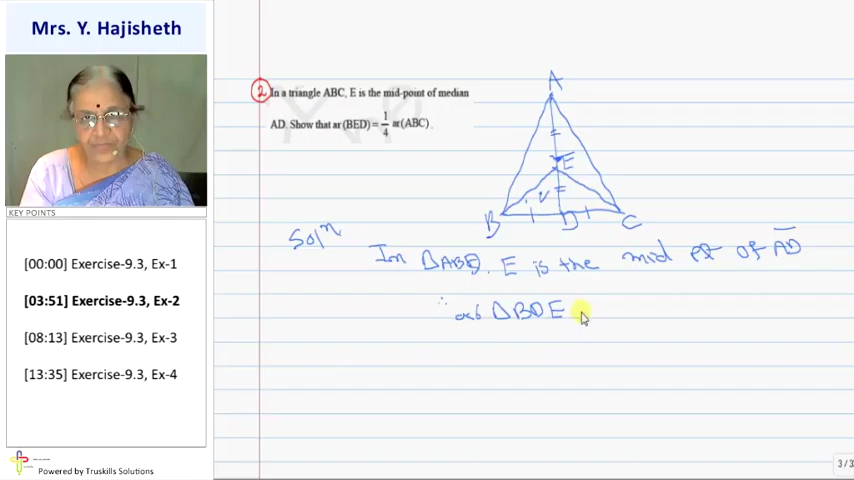 Mrs. Y. Hajisheth
KEY POINTS
[00:00] Exercise-9.3, Ex-1
[03:51] Exercise-9.3, Ex-2
[08:13] Exercise-9.3, Ex-3
[13:35] Exercise-9.3, Ex-4
Powered by Truskills Solutions
2 In a triangle ABC, E is the mid-point of median
AD. Show that ar (BED) = 1/4 ar(ABC).
A
E
B D C
Soln
In E is the mid pt of AD
∴ Δ BDE
3/3